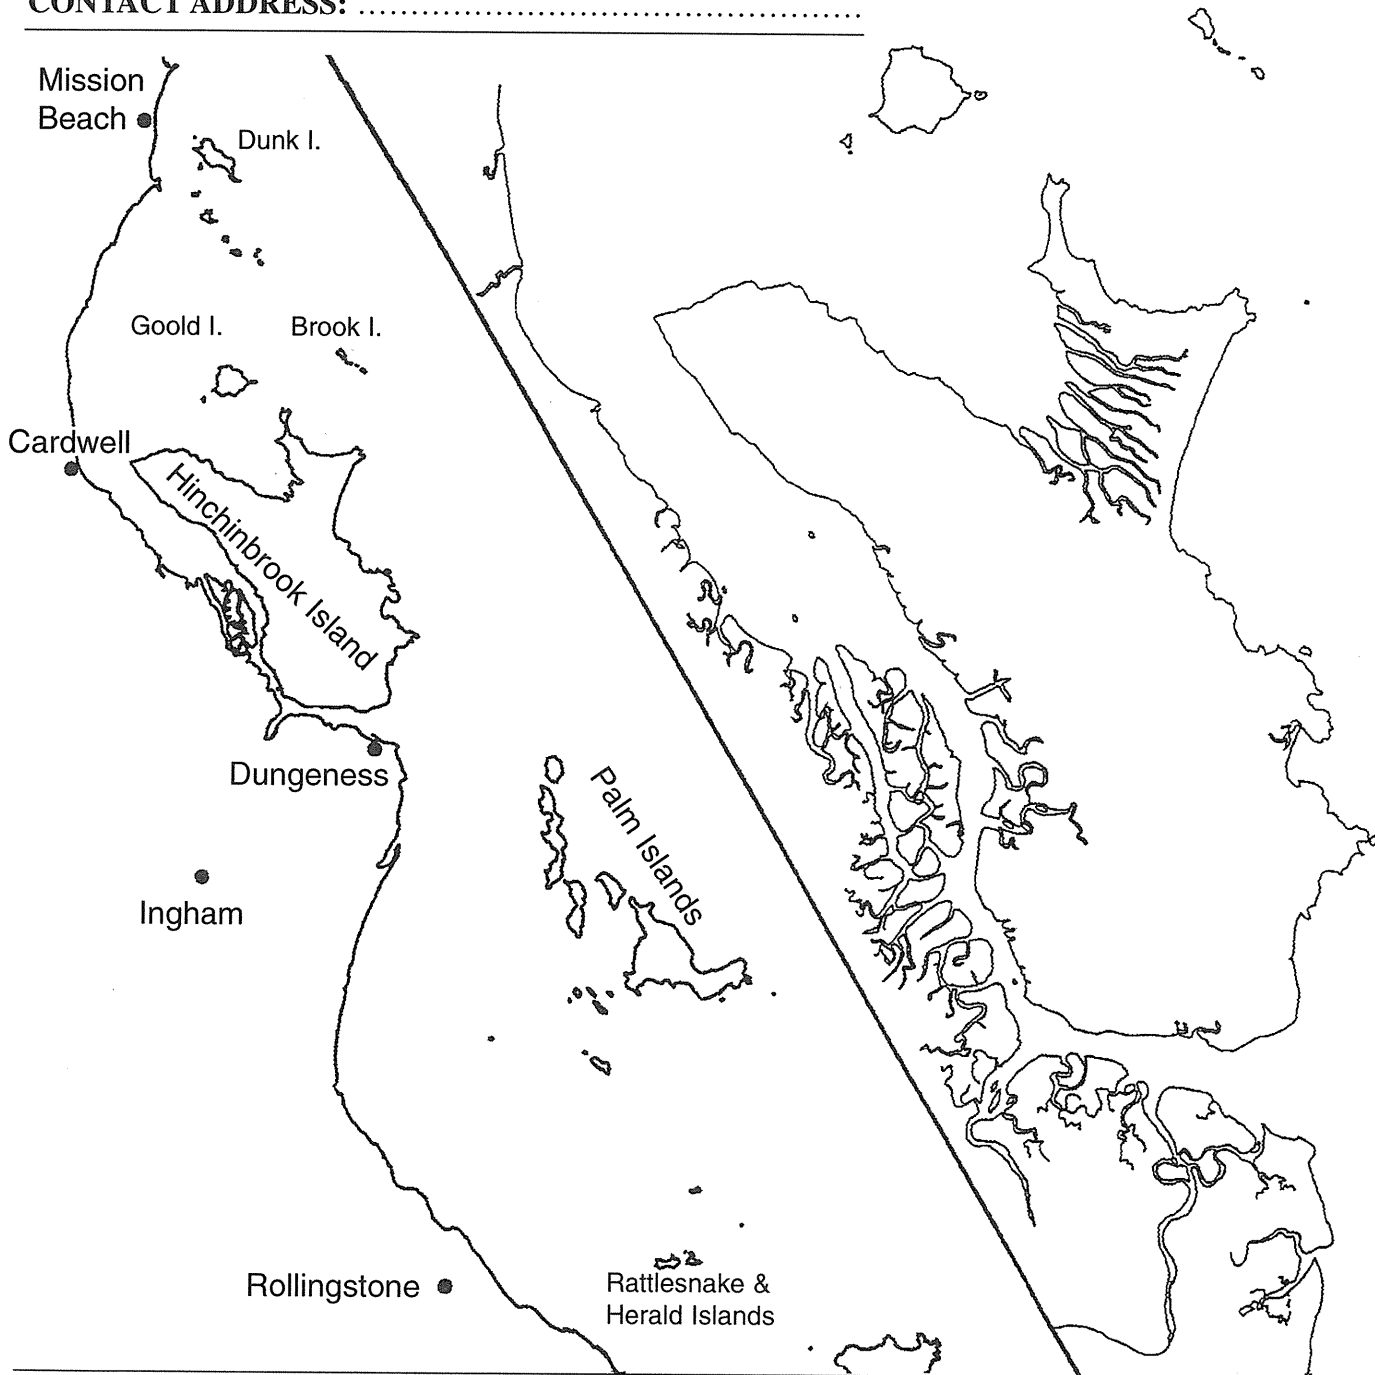 CONTACT ADDRESS: ............................................................
Mission
Beach
Dunk I.
Goold I.
Brook I.
Cardwell
Hinchinbrook Island
Dungeness
Palm Islands
Ingham
Rollingstone
Rattlesnake &
Herald Islands